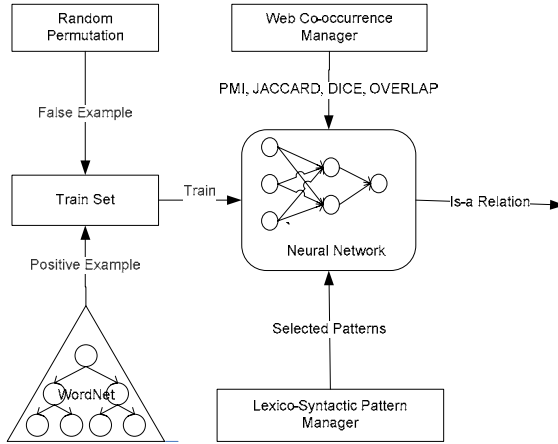 Random
Permutation
Web Co-occurrence
Manager
PMI, JACCARD, DICE, OVERLAP
False Example
Train Set
Train
Neural Network
Is-a Relation
Positive Example
Selected Patterns
WordNet
Lexico-Syntactic Pattern
Manager